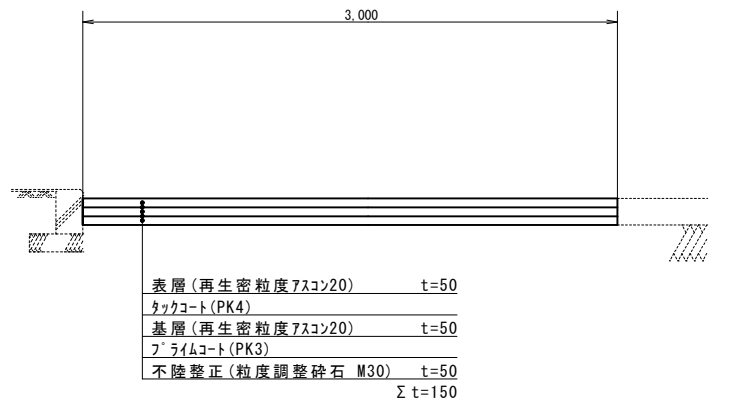 3,000
表層(再生密粒度アスコン20) t=50
タックコート(PK4)
基層(再生密粒度アスコン20) t=50
プライムコート(PK3)
不陸整正(粒度調整砕石 M30) t=50
Σt=150